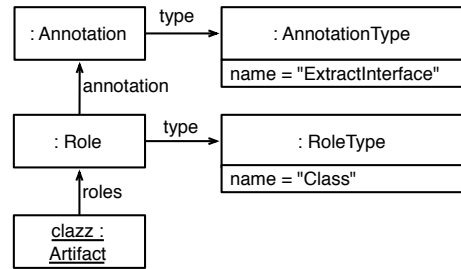 type
: Annotation
: AnnotationType
name = "ExtractInterface"
annotation
type
: Role
: RoleType
name = "Class"
roles
clazz :
Artifact